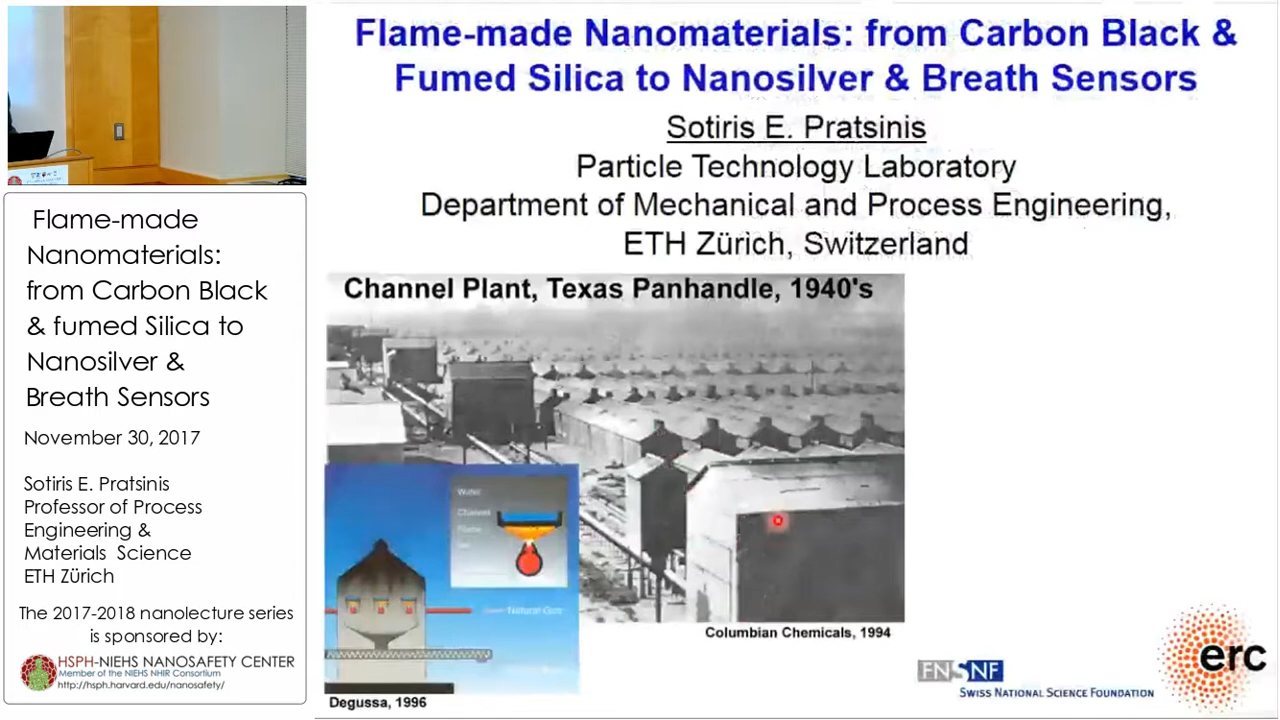 Flame-made Nanomaterials: from Carbon Black &
Fumed Silica to Nanosilver & Breath Sensors
Sotiris E. Pratsinis
Particle Technology Laboratory
Department of Mechanical and Process Engineering,
ETH Zürich, Switzerland
Channel Plant, Texas Panhandle, 1940's
Water
Channel
Flame
Natural Gas
Columbian Chemicals, 1994
Degussa, 1996
FNSNF
SWISS NATIONAL SCIENCE FOUNDATION
erc
Flame-made
Nanomaterials:
from Carbon Black
& fumed Silica to
Nanosilver &
Breath Sensors
November 30, 2017
Sotiris E. Pratsinis
Professor of Process
Engineering &
Materials Science
ETH Zürich
The 2017-2018 nanolecture series
is sponsored by:
HSPH-NIEHS NANOSAFETY CENTER
Member of the NIEHS NHIR Consortium
http://hsph.harvard.edu/nanosafety/